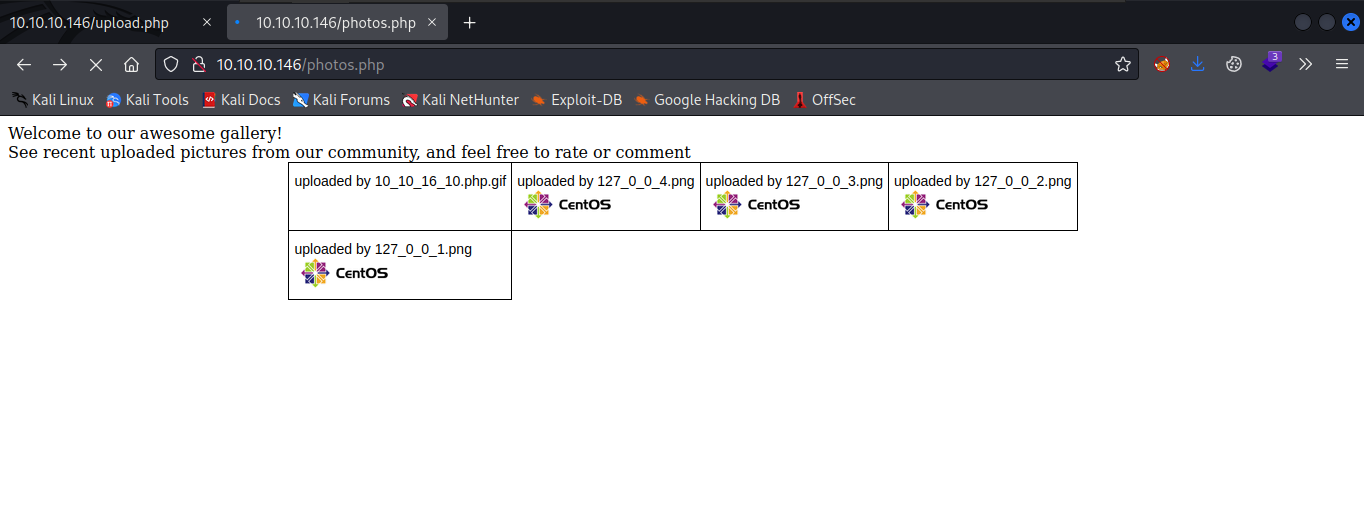 10.10.10.146/upload.php
10.10.10.146/photos.php
10.10.10.146/photos.php
3
Kali Linux
Kali Tools
Kali Docs
Kali Forums
Kali NetHunter
Exploit-DB
Google Hacking DB
OffSec
Welcome to our awesome gallery!
See recent uploaded pictures from our community, and feel free to rate or comment
uploaded by 10_10_16_10.php.gif
uploaded by 127_0_0_4.png
uploaded by 127_0_0_3.png
uploaded by 127_0_0_2.png
CentOS
CentOS
CentOS
uploaded by 127_0_0_1.png
CentOS